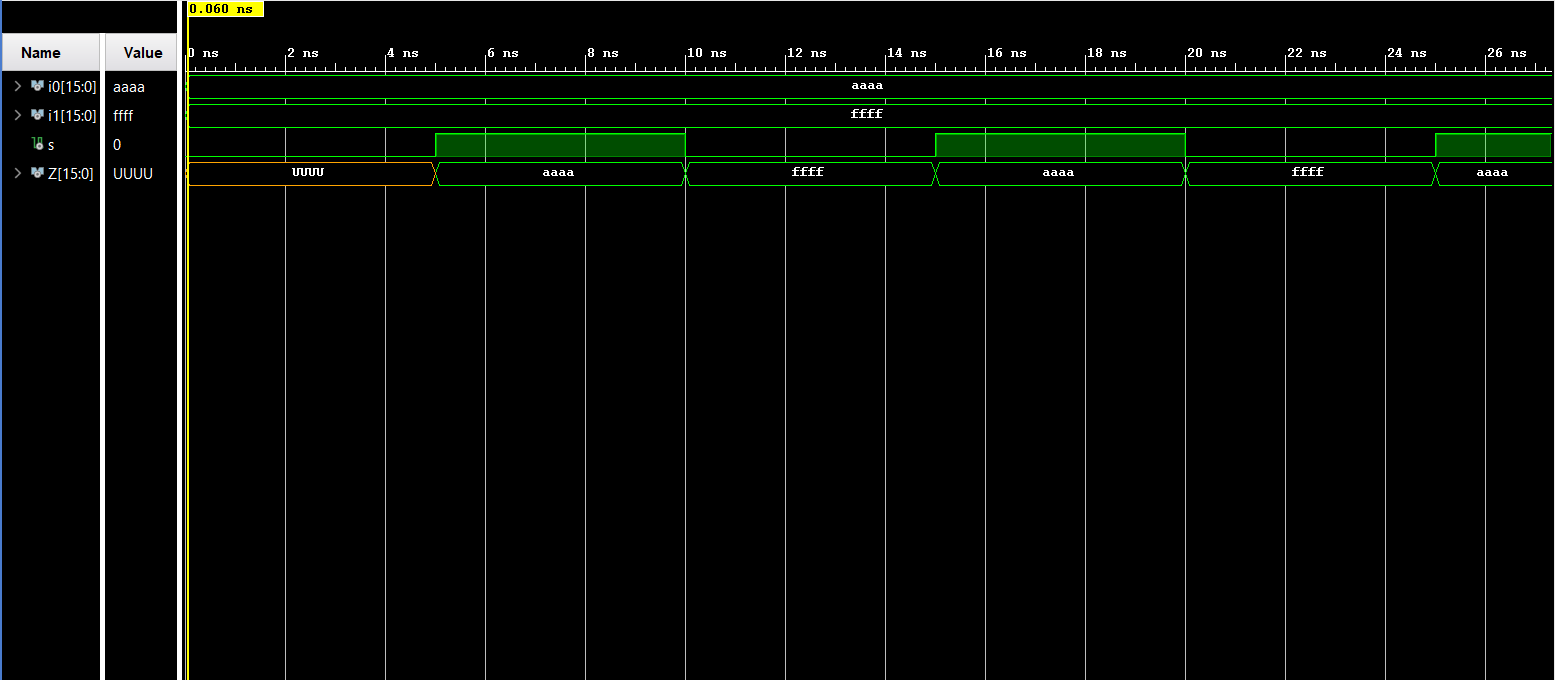 0.060 ns
Name Value 0 ns 2 ns 4 ns 6 ns 8 ns 10 ns 12 ns 14 ns 16 ns 18 ns 20 ns 22 ns 24 ns 26 ns
i0[15:0] aaaa aaaa
i1[15:0] ffff ffff
s 0
Z[15:0] UUUU UUUU aaaa ffff aaaa ffff aaaa